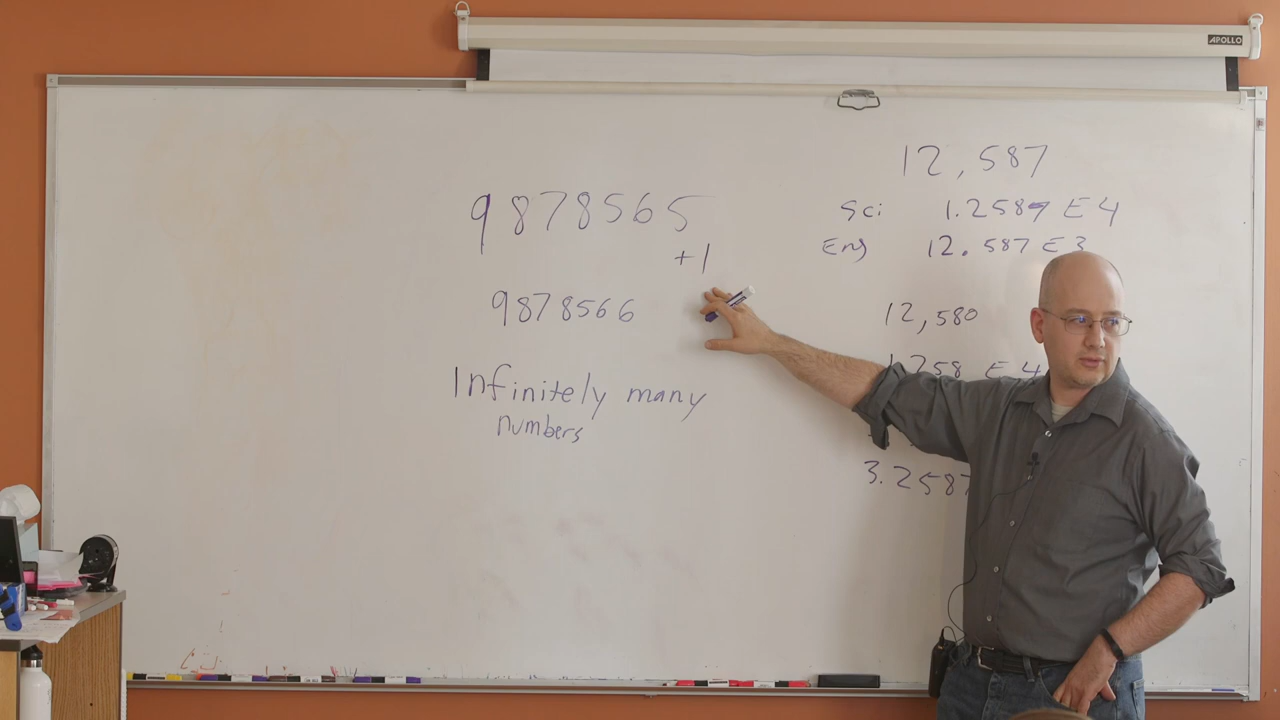 APOLLO
9878565
+1
9878566
Infinitely many
numbers
12,587
Sci 1.2587 E4
Eng 12.587 E3
12,580
1.258 E4
3.2587